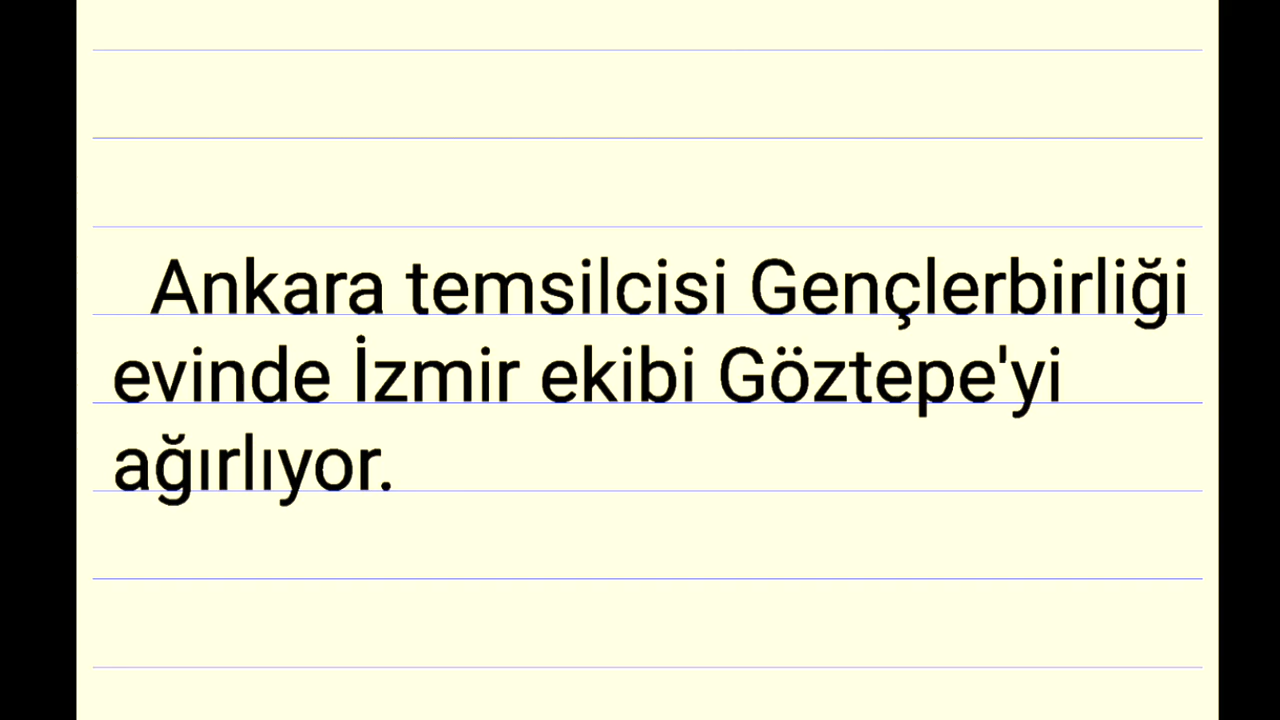 Ankara temsilcisi Gençlerbirliği
evinde İzmir ekibi Göztepe'yi
ağırlıyor.